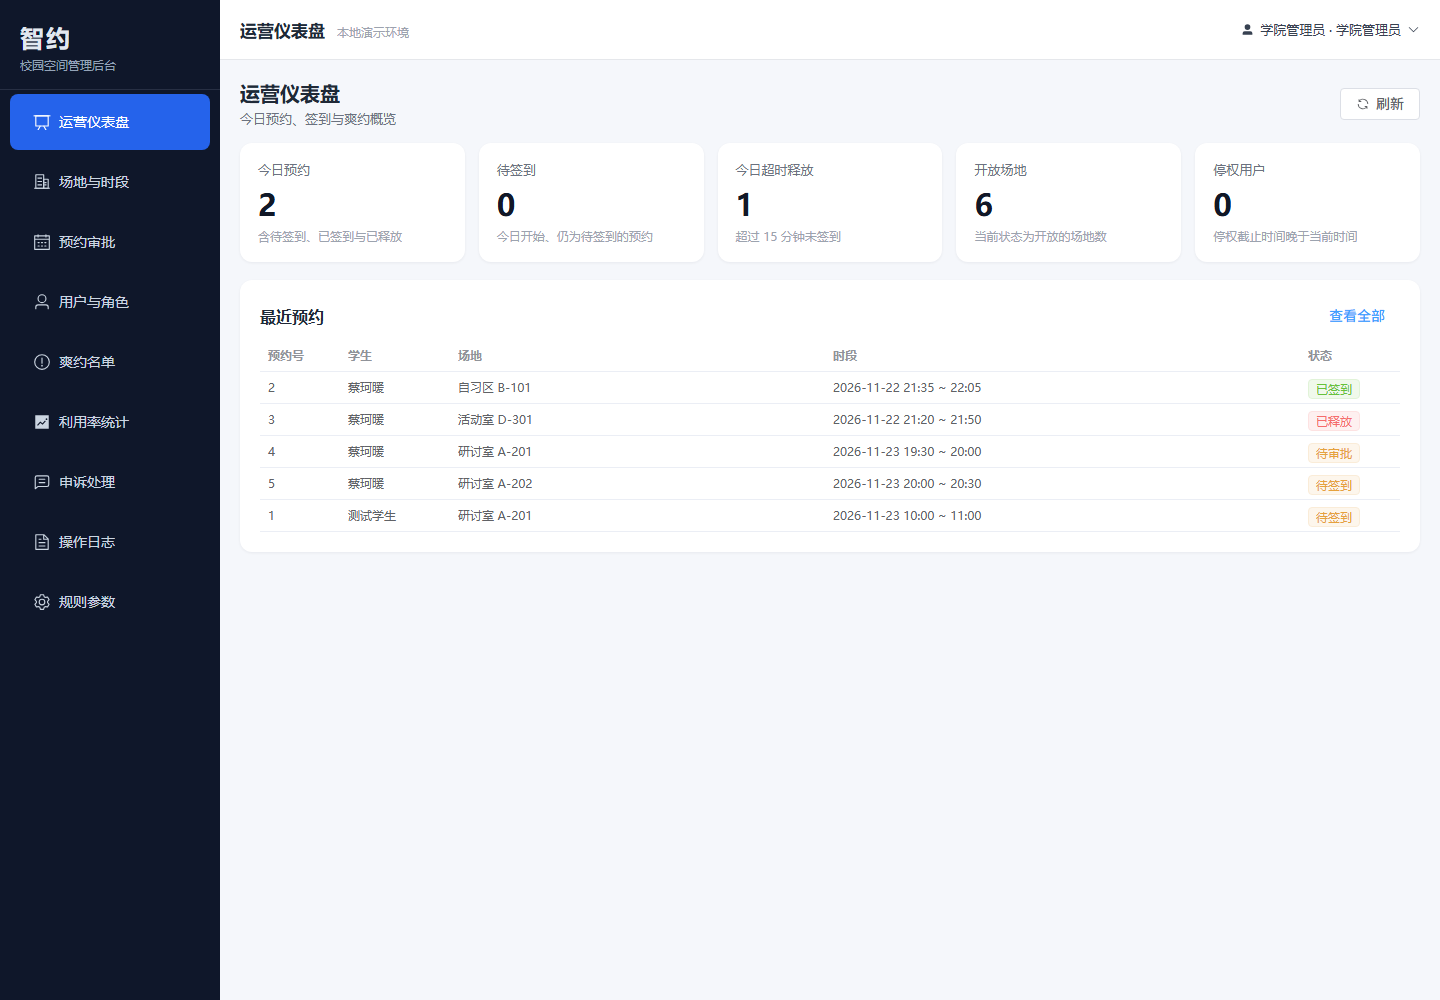 智约
校园空间管理后台
运营仪表盘
场地与时段
预约审批
用户与角色
爽约名单
利用率统计
申诉处理
操作日志
规则参数
运营仪表盘 本地演示环境
学院管理员 · 学院管理员
运营仪表盘
今日预约、签到与爽约概览
刷新
今日预约
2
含待签到、已签到与已释放
待签到
0
今日开始、仍为待签到的预约
今日超时释放
1
超过 15 分钟未签到
开放场地
6
当前状态为开放的场地数
停权用户
0
停权截止时间晚于当前时间
最近预约 查看全部
预约号 学生 场地 时段 状态
2 蔡珂暖 自习区 B-101 2026-11-22 21:35 ~ 22:05 已签到
3 蔡珂暖 活动室 D-301 2026-11-22 21:20 ~ 21:50 已释放
4 蔡珂暖 研讨室 A-201 2026-11-23 19:30 ~ 20:00 待审批
5 蔡珂暖 研讨室 A-202 2026-11-23 20:00 ~ 20:30 待签到
1 测试学生 研讨室 A-201 2026-11-23 10:00 ~ 11:00 待签到